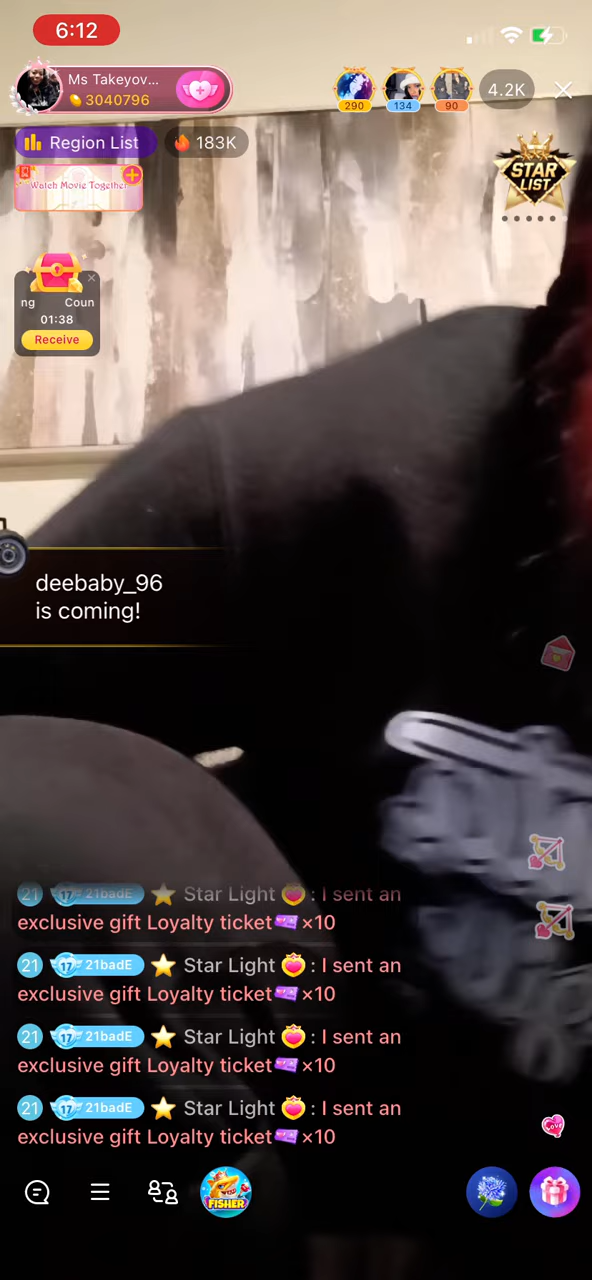 6:12
Ms Takeyov...
3040796
290
134
90
4.2K
Region List
183K
STAR
LIST
Watch Movie Together
ng Coun
01:38
Receive
deebaby_96
is coming!
21 17 21badE Star Light : I sent an
exclusive gift Loyalty ticket ×10
21 17 21badE Star Light : I sent an
exclusive gift Loyalty ticket ×10
21 17 21badE Star Light : I sent an
exclusive gift Loyalty ticket ×10
21 17 21badE Star Light : I sent an
exclusive gift Loyalty ticket ×10
Love
FISHER